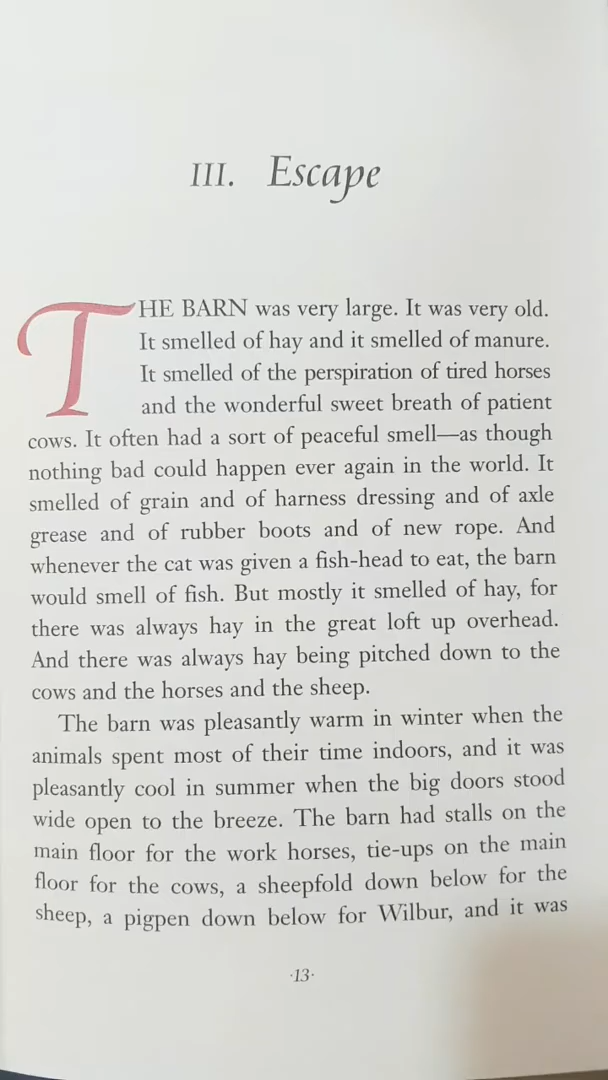 III. Escape
THE BARN was very large. It was very old.
It smelled of hay and it smelled of manure.
It smelled of the perspiration of tired horses
and the wonderful sweet breath of patient
cows. It often had a sort of peaceful smell—as though
nothing bad could happen ever again in the world. It
smelled of grain and of harness dressing and of axle
grease and of rubber boots and of new rope. And
whenever the cat was given a fish-head to eat, the barn
would smell of fish. But mostly it smelled of hay, for
there was always hay in the great loft up overhead.
And there was always hay being pitched down to the
cows and the horses and the sheep.
The barn was pleasantly warm in winter when the
animals spent most of their time indoors, and it was
pleasantly cool in summer when the big doors stood
wide open to the breeze. The barn had stalls on the
main floor for the work horses, tie-ups on the main
floor for the cows, a sheepfold down below for the
sheep, a pigpen down below for Wilbur, and it was
·13·